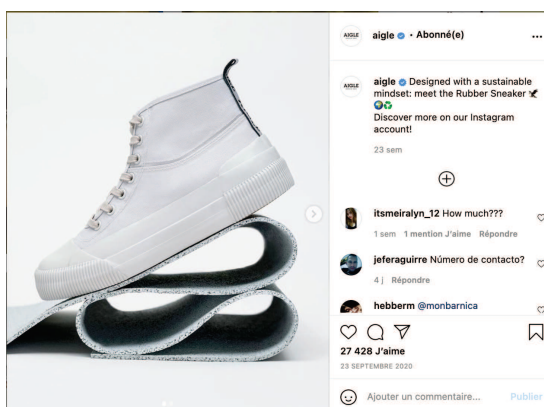 AIGLE
aigle • Abonné(e)
AIGLE
aigle Designed with a sustainable
mindset: meet the Rubber Sneaker
Discover more on our Instagram
account!
23 sem
itsmeiralyn_12 How much???
1 sem 1 mention J'aime Répondre
jeferaguirre Número de contacto?
4 j Répondre
hebberm @monbarnica
27 428 J'aime
23 SEPTEMBRE 2020
Ajouter un commentaire... Publier